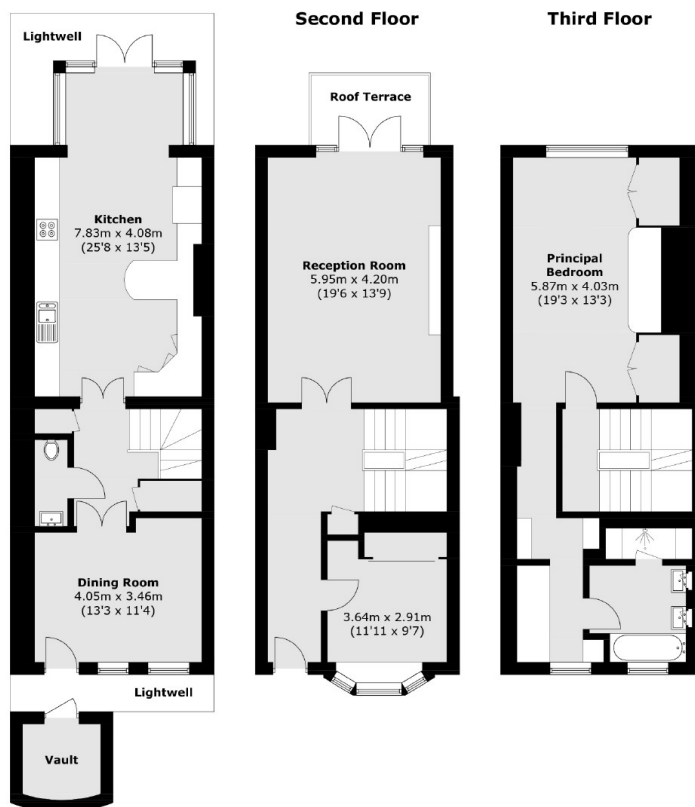 Second Floor
Third Floor
Lightwell
Roof Terrace
Kitchen
7.83m x 4.08m
(25'8 x 13'5)
Reception Room
5.95m x 4.20m
(19'6 x 13'9)
Principal
Bedroom
5.87m x 4.03m
(19'3 x 13'3)
Dining Room
4.05m x 3.46m
(13'3 x 11'4)
3.64m x 2.91m
(11'11 x 9'7)
Lightwell
Vault